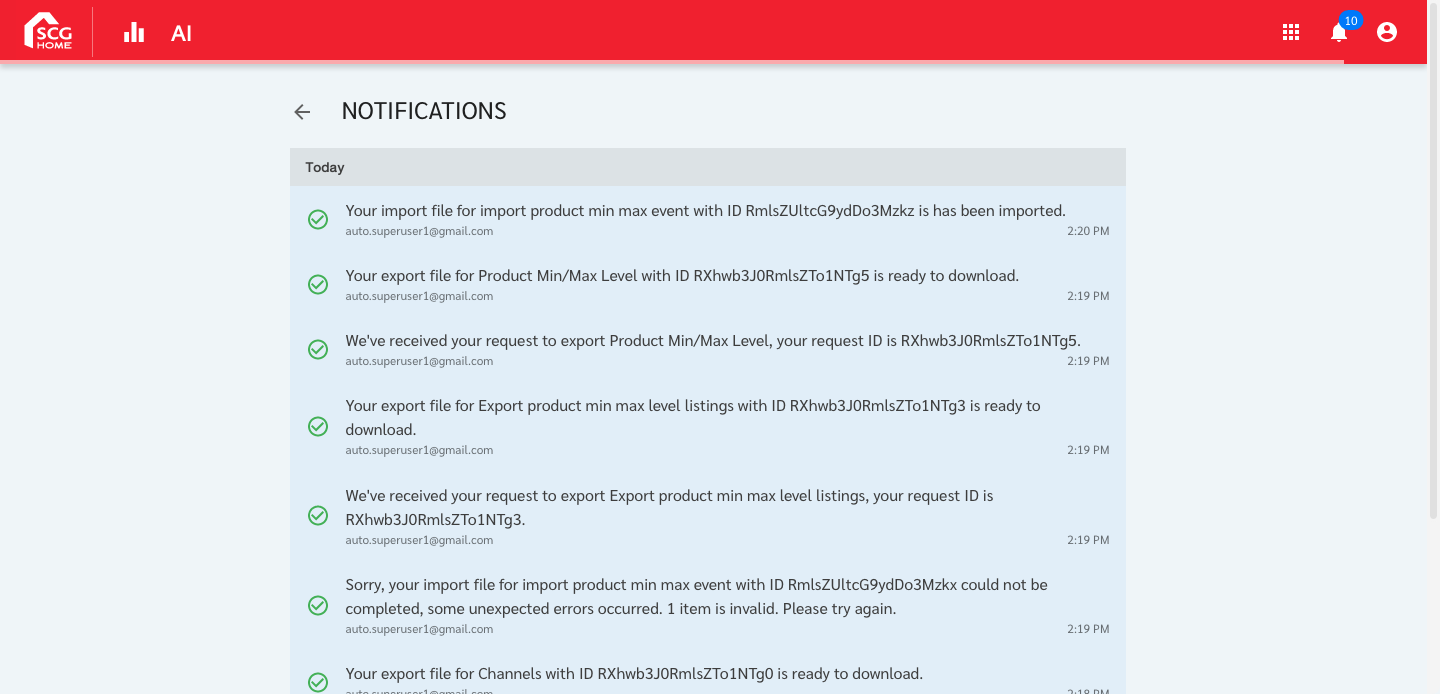 SCG
HOME
AI
10
NOTIFICATIONS
Today
Your import file for import product min max event with ID RmlsZUltcG9ydDo3Mzkz is has been imported.
auto.superuser1@gmail.com 2:20 PM
Your export file for Product Min/Max Level with ID RXhwb3J0RmlsZTo1NTg5 is ready to download.
auto.superuser1@gmail.com 2:19 PM
We've received your request to export Product Min/Max Level, your request ID is RXhwb3J0RmlsZTo1NTg5.
auto.superuser1@gmail.com 2:19 PM
Your export file for Export product min max level listings with ID RXhwb3J0RmlsZTo1NTg3 is ready to
download.
auto.superuser1@gmail.com 2:19 PM
We've received your request to export Export product min max level listings, your request ID is
RXhwb3J0RmlsZTo1NTg3.
auto.superuser1@gmail.com 2:19 PM
Sorry, your import file for import product min max event with ID RmlsZUltcG9ydDo3Mzkx could not be
completed, some unexpected errors occurred. 1 item is invalid. Please try again.
auto.superuser1@gmail.com 2:19 PM
Your export file for Channels with ID RXhwb3J0RmlsZTo1NTg0 is ready to download.
auto.superuser1@gmail.com 2:18 PM